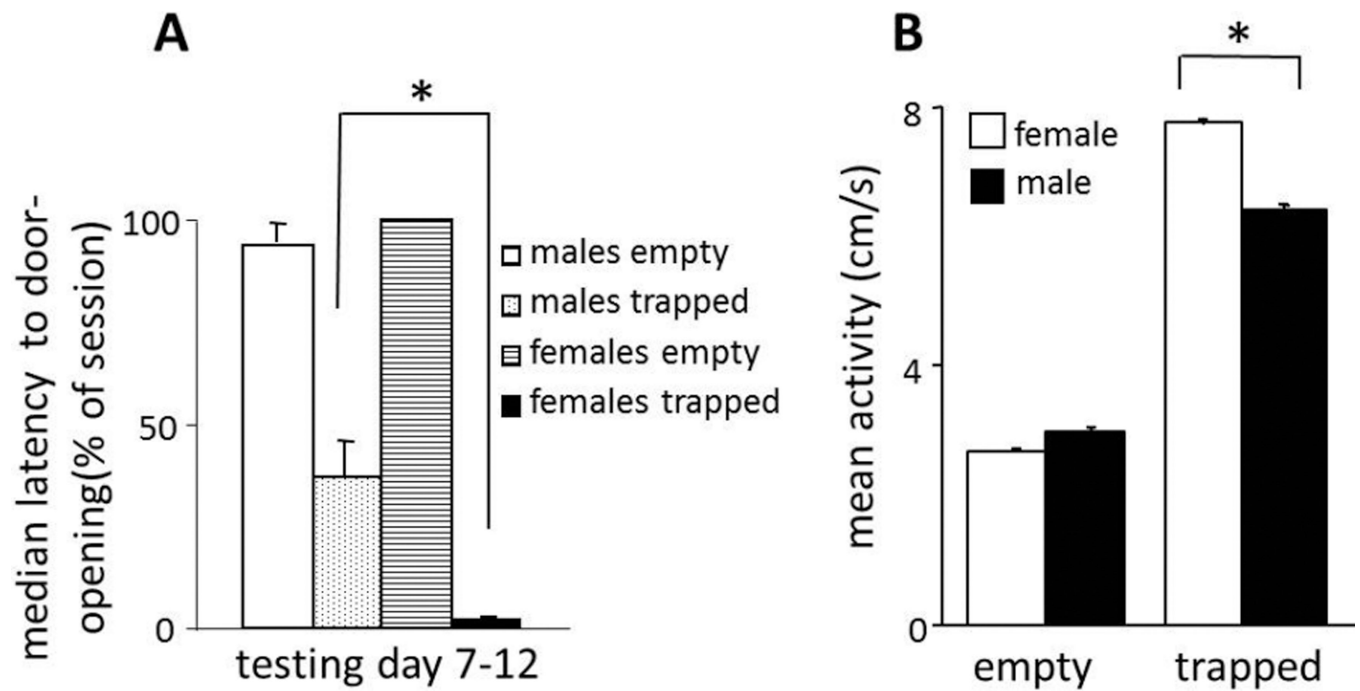 A
*
median latency to door-
opening(% of session)
100
50
0
males empty
males trapped
females empty
females trapped
testing day 7-12
B
*
mean activity (cm/s)
8
4
0
female
male
empty
trapped